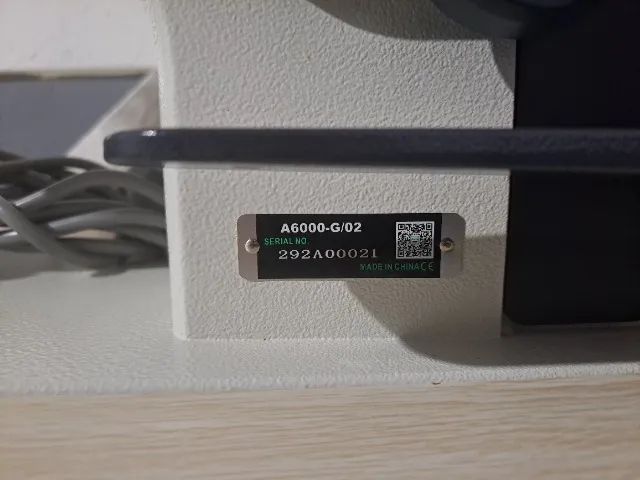 A6000-G/02
SERIAL NO.
292A00021
MADE IN CHINA CE